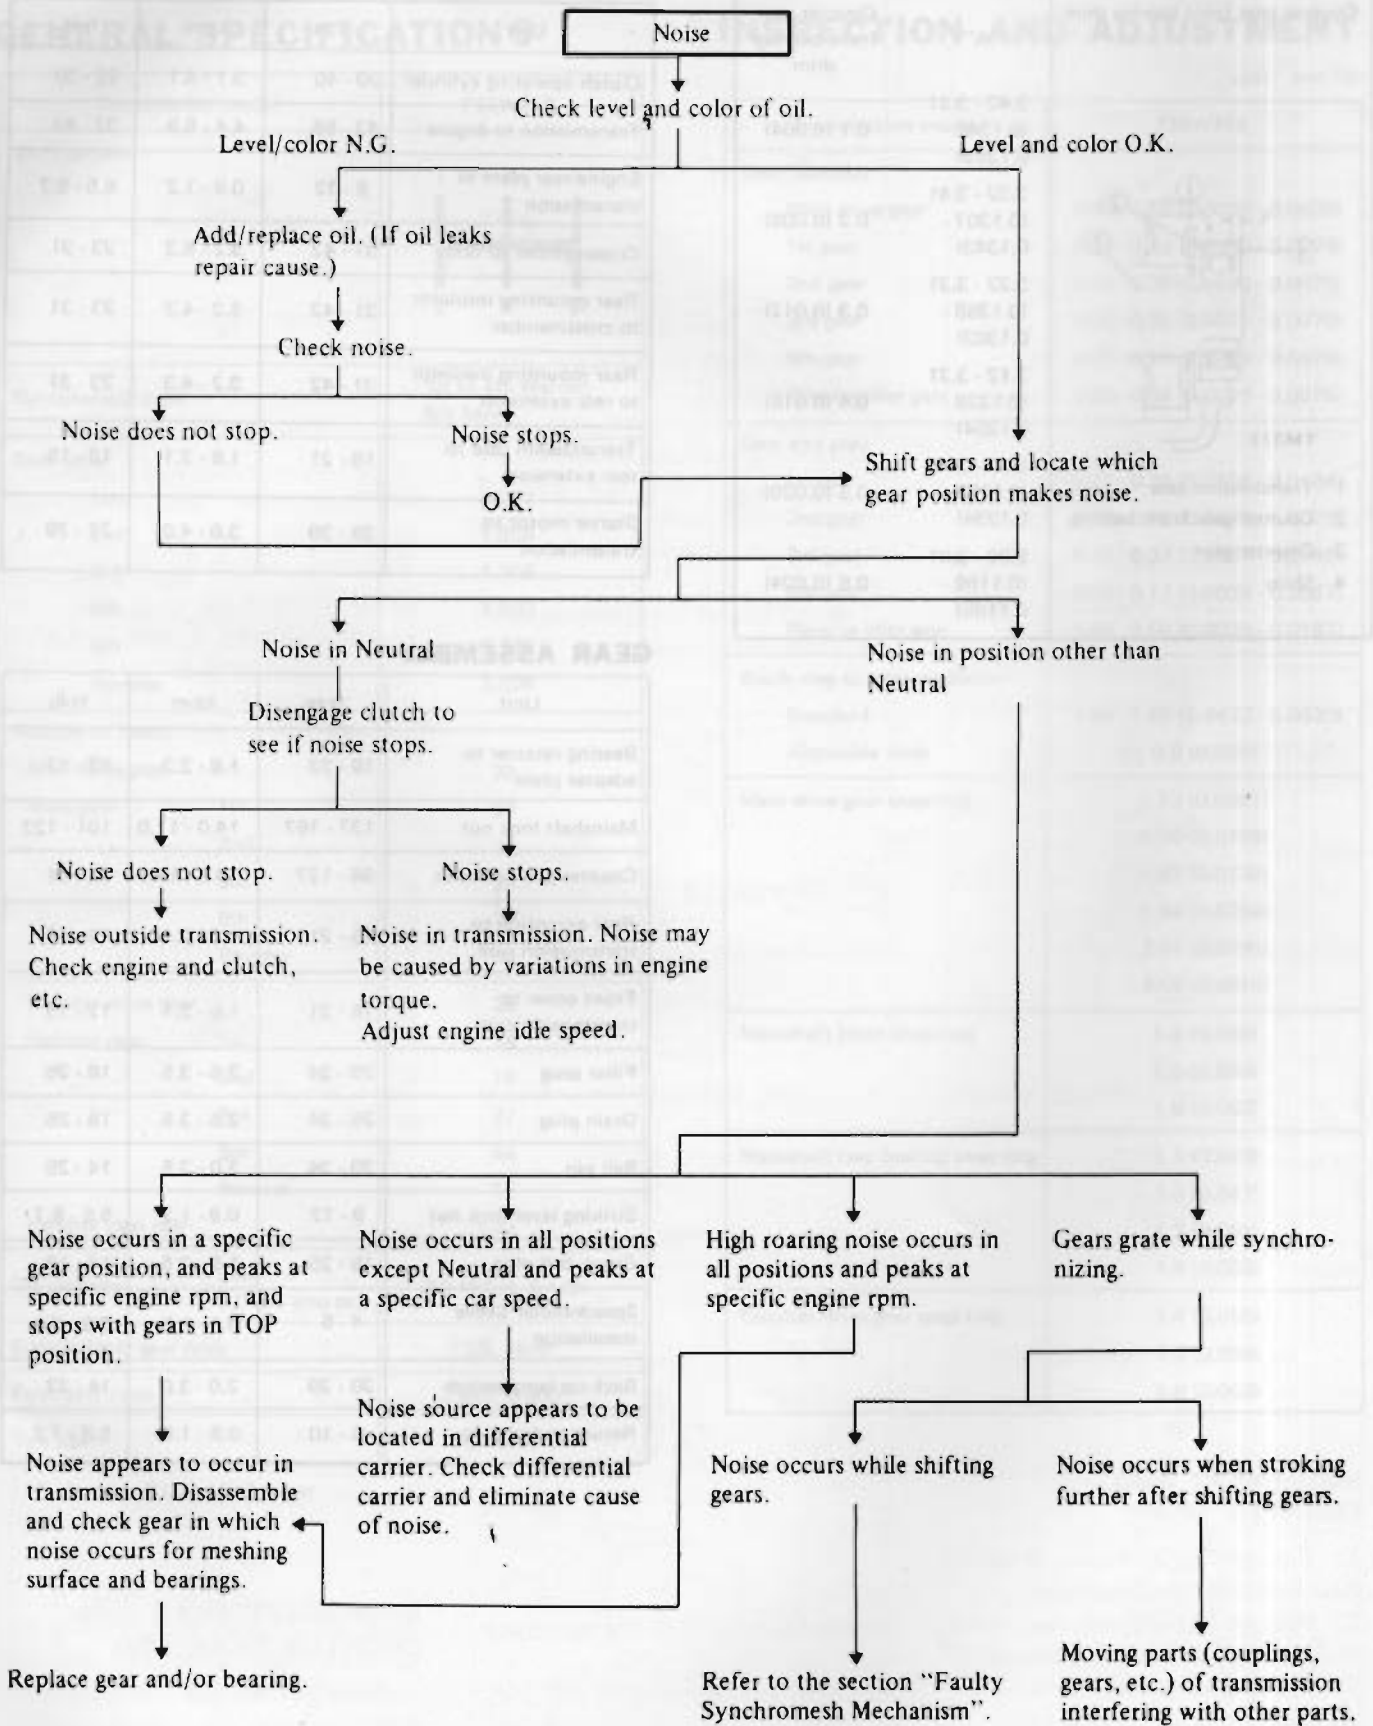 Noise
Check level and color of oil.
Level/color N.G.
Level and color O.K.
Add/replace oil. (If oil leaks
repair cause.)
Check noise.
Noise does not stop.
Noise stops.
O.K.
Shift gears and locate which
gear position makes noise.
Noise in Neutral
Noise in position other than
Neutral
Disengage clutch to
see if noise stops.
Noise does not stop.
Noise stops.
Noise outside transmission.
Check engine and clutch,
etc.
Noise in transmission. Noise may
be caused by variations in engine
torque.
Adjust engine idle speed.
Noise occurs in a specific
gear position, and peaks at
specific engine rpm, and
stops with gears in TOP
position.
Noise occurs in all positions
except Neutral and peaks at
a specific car speed.
High roaring noise occurs in
all positions and peaks at
specific engine rpm.
Gears grate while synchro-
nizing.
Noise appears to occur in
transmission. Disassemble
and check gear in which
noise occurs for meshing
surface and bearings.
Noise source appears to be
located in differential
carrier. Check differential
carrier and eliminate cause
of noise.
Noise occurs while shifting
gears.
Noise occurs when stroking
further after shifting gears.
Replace gear and/or bearing.
Refer to the section "Faulty
Synchromesh Mechanism".
Moving parts (couplings,
gears, etc.) of transmission
interfering with other parts.